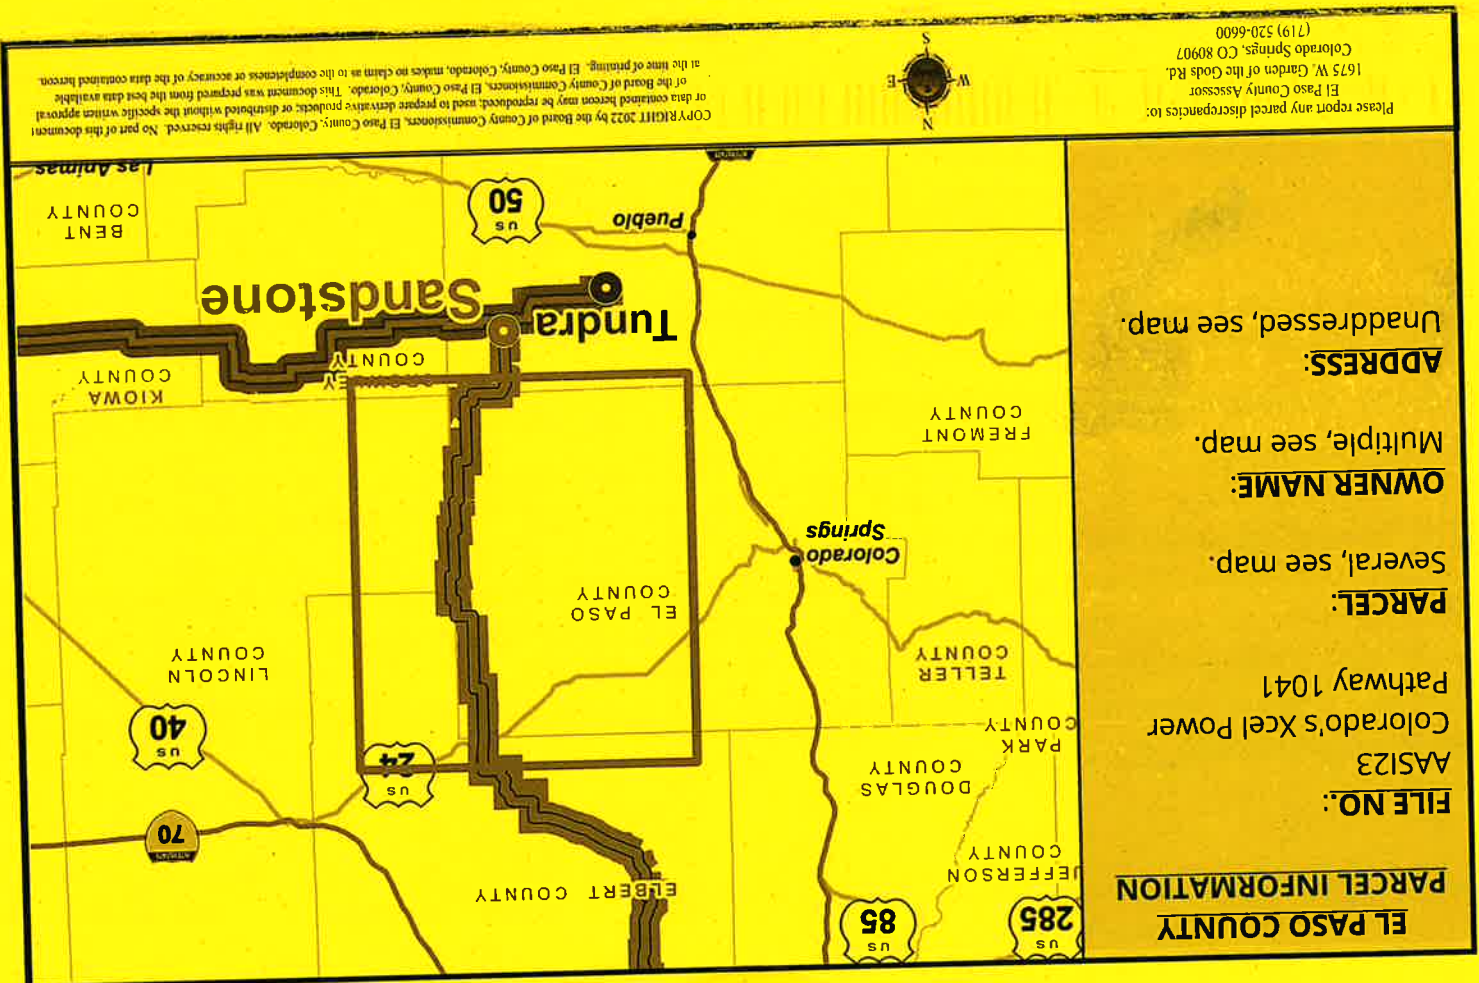 EL PASO COUNTY
PARCEL INFORMATION
FILE NO.:
AASI23
Colorado's Xcel Power
Pathway 1041
PARCEL:
Several, see map.
OWNER NAME:
Multiple, see map.
ADDRESS:
Unaddressed, see map.
US
285
US
85
JEFFERSON
COUNTY
ELBERT COUNTY
70
DOUGLAS
COUNTY
US
24
PARK
COUNTY
US
40
TELLER
COUNTY
LINCOLN
COUNTY
EL PASO
COUNTY
Colorado
Springs
FREMONT
COUNTY
KIOWA
COUNTY
COUNTY
Tundra
Sandstone
Pueblo
US
50
BENT
COUNTY
Las Animas
Please report any parcel discrepancies to:
El Paso County Assessor
1675 W. Garden of the Gods Rd.
Colorado Springs, CO 80907
(719) 520-6600
N
W
E
S
COPYRIGHT 2022 by the Board of County Commissioners, El Paso County, Colorado. All rights reserved. No part of this document
or data contained hereon may be reproduced; used to prepare derivative products; or distributed without the specific written approval
of the Board of County Commissioners, El Paso County, Colorado. This document was prepared from the best data available
at the time of printing. El Paso County, Colorado, makes no claim as to the completeness or accuracy of the data contained hereon.